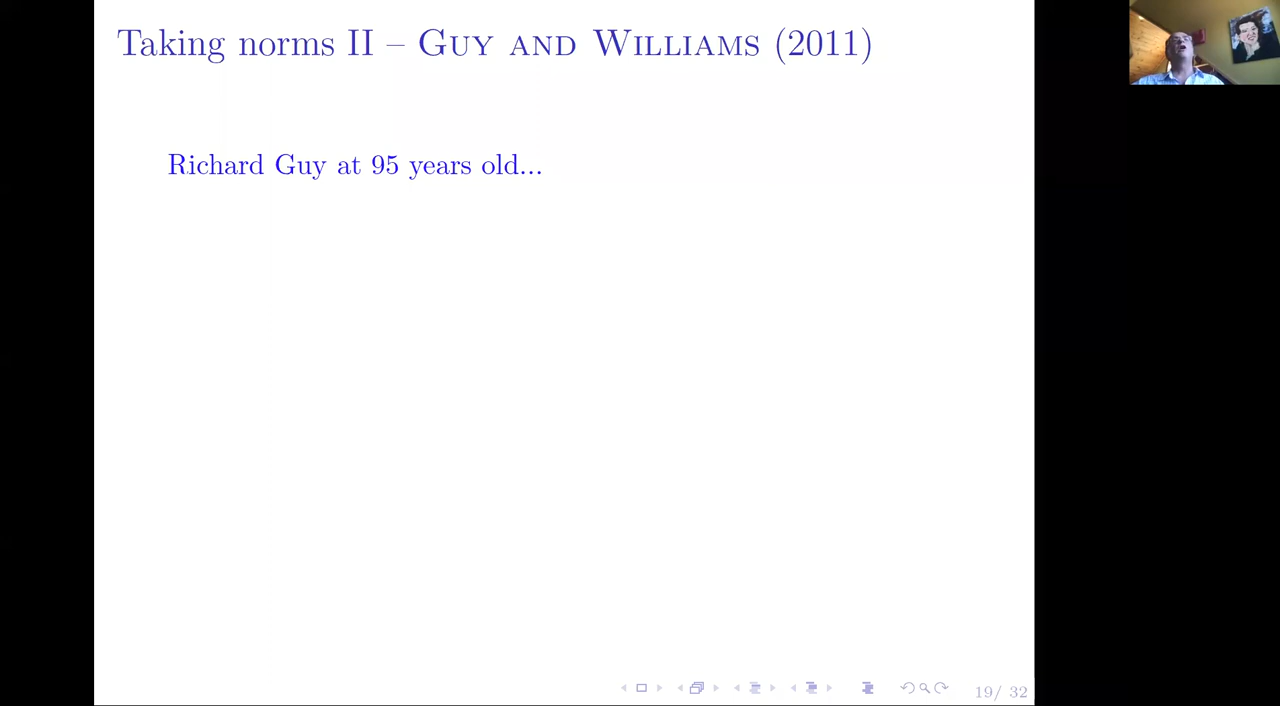 Taking norms II – GUY AND WILLIAMS (2011)
Richard Guy at 95 years old...
19/ 32